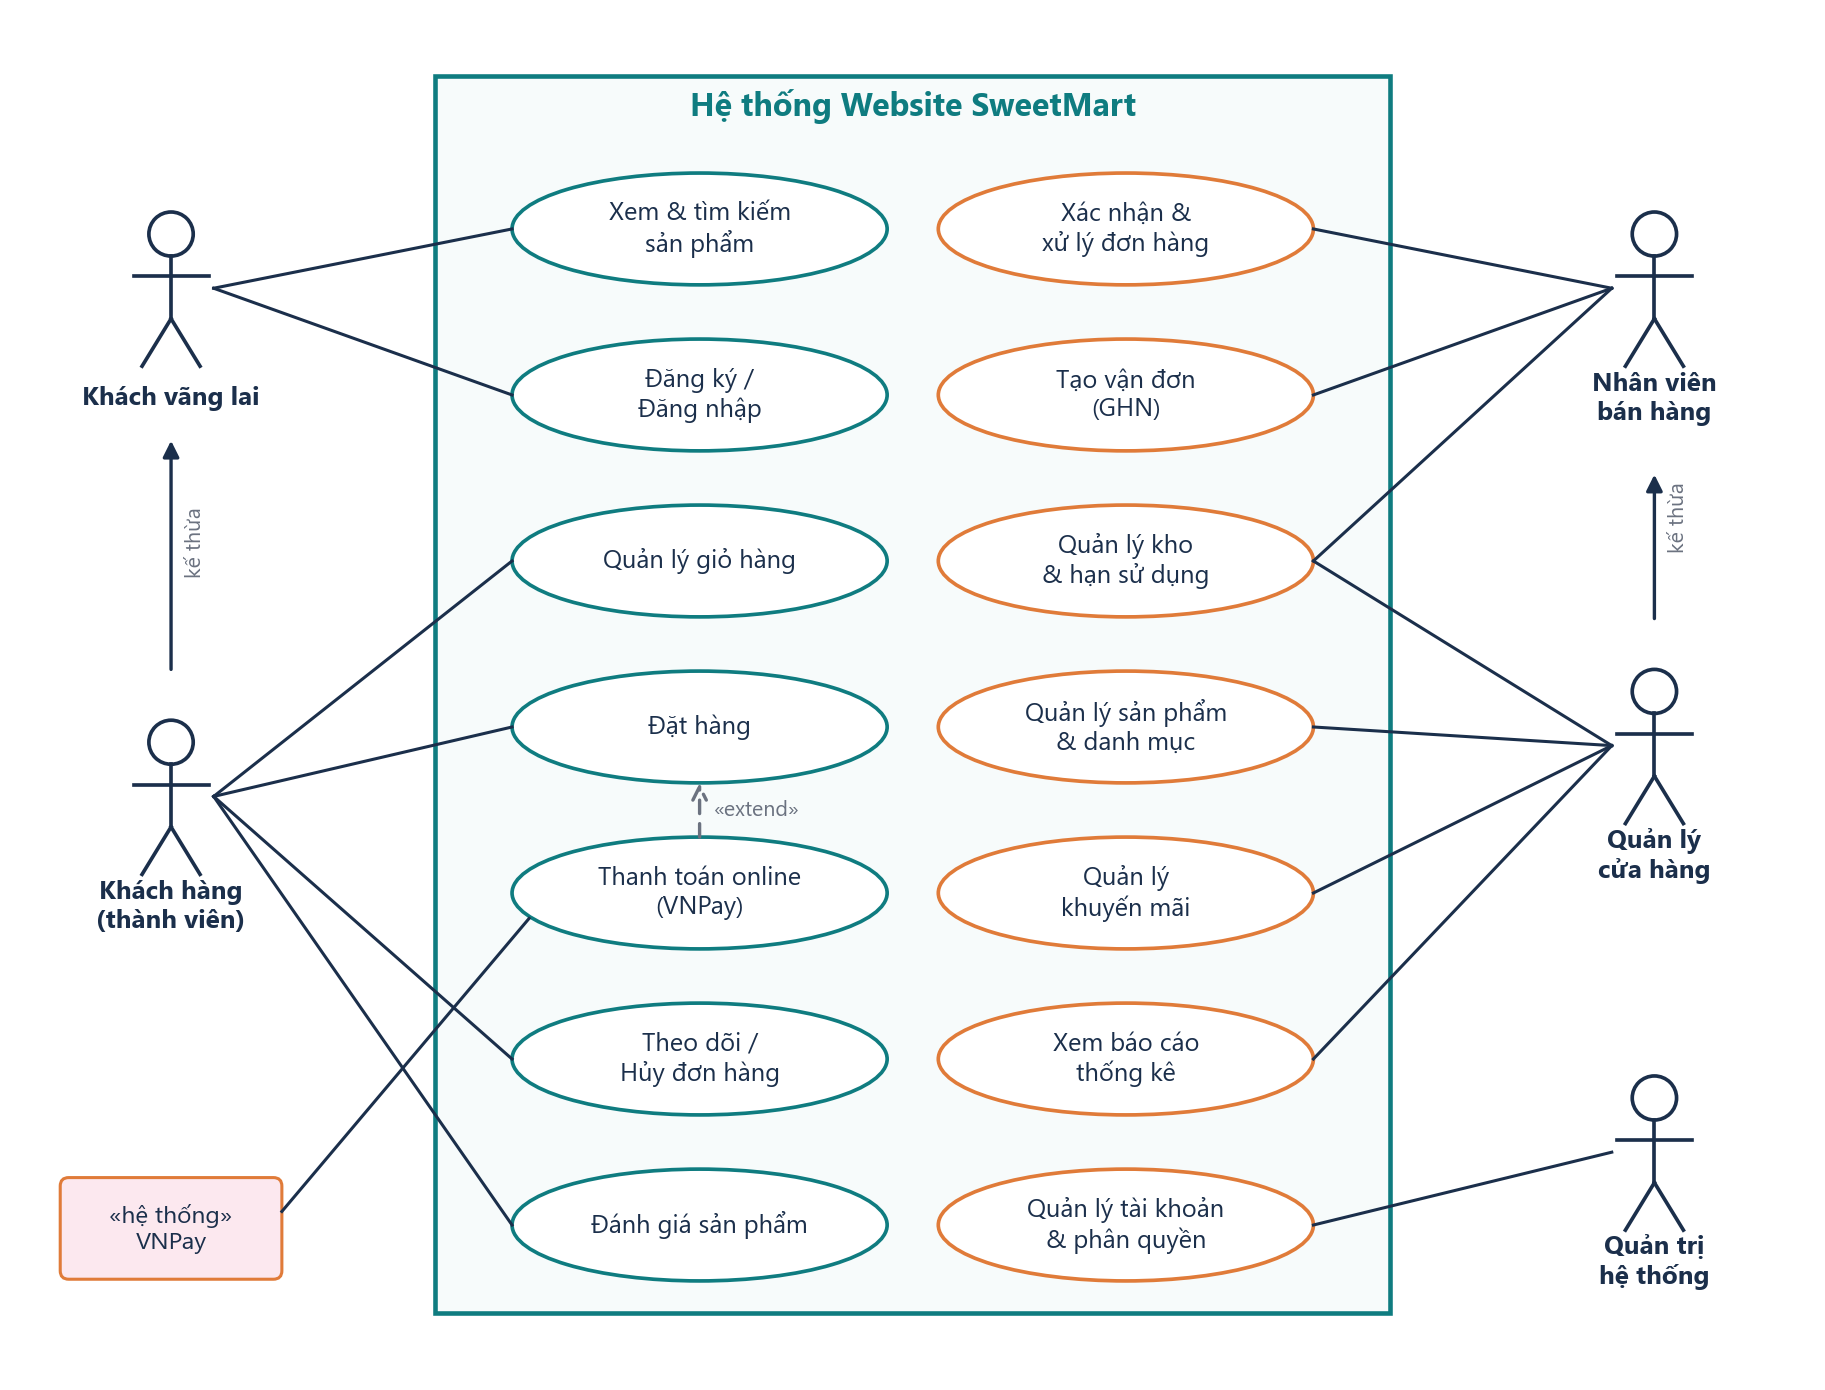 Hệ thống Website SweetMart
Xem & tìm kiếm
sản phẩm
Đăng ký /
Đăng nhập
Quản lý giỏ hàng
Đặt hàng
«extend»
Thanh toán online
(VNPay)
Theo dõi /
Hủy đơn hàng
Đánh giá sản phẩm
Xác nhận &
xử lý đơn hàng
Tạo vận đơn
(GHN)
Quản lý kho
& hạn sử dụng
Quản lý sản phẩm
& danh mục
Quản lý
khuyến mãi
Xem báo cáo
thống kê
Quản lý tài khoản
& phân quyền
Khách vãng lai
kế thừa
Khách hàng
(thành viên)
«hệ thống»
VNPay
Nhân viên
bán hàng
kế thừa
Quản lý
cửa hàng
Quản trị
hệ thống